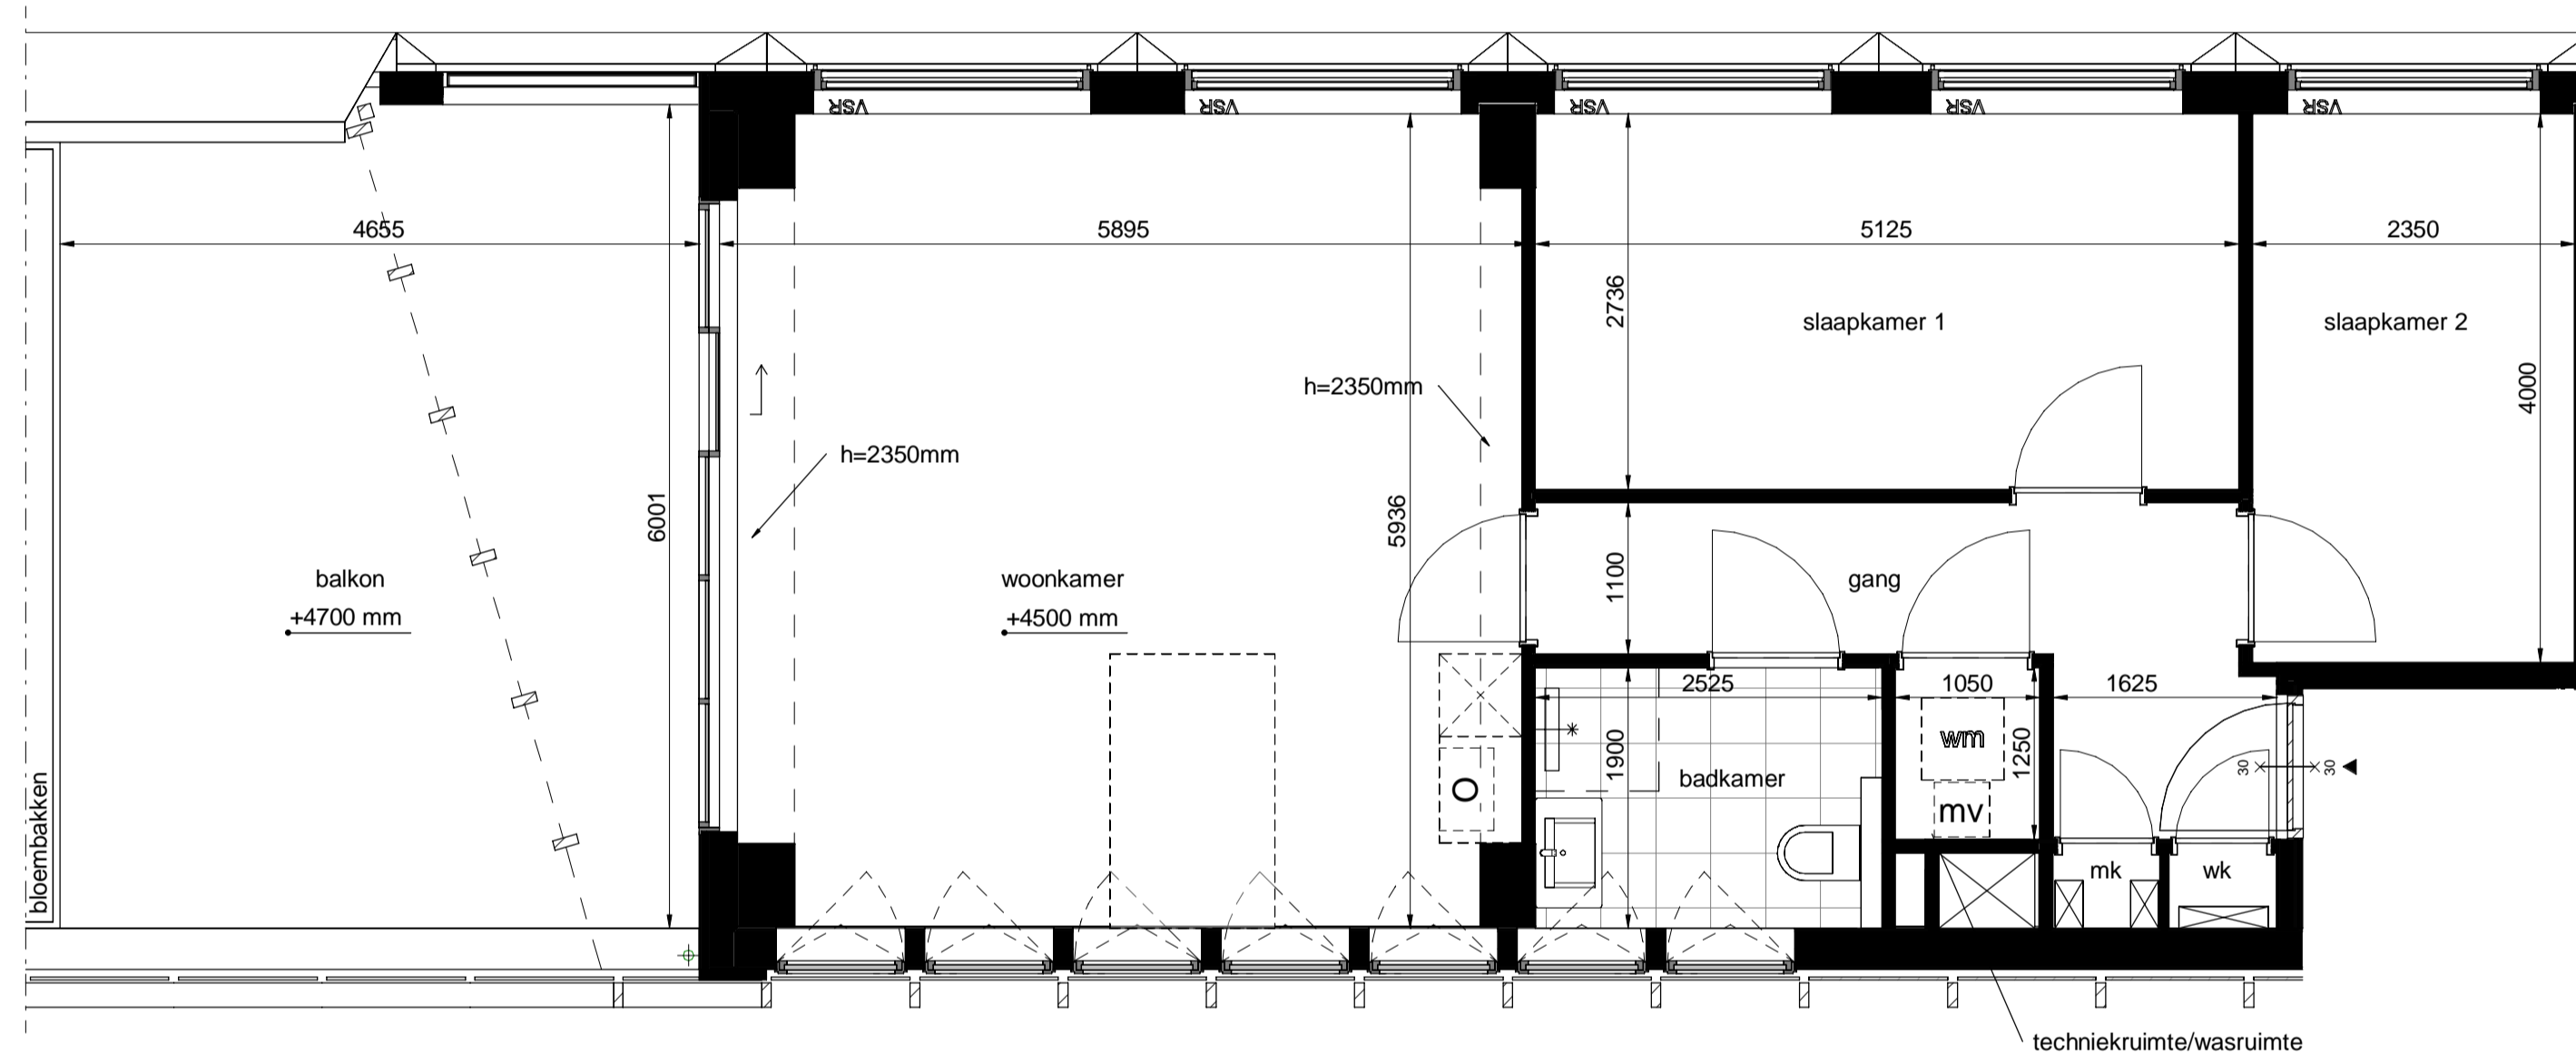 VSR
VSR
VSR
VSR
VSR
4655
5895
5125
2350
2736
slaapkamer 1
slaapkamer 2
h=2350mm
4000
h=2350mm
6001
5936
balkon
+4700 mm
woonkamer
+4500 mm
1100
gang
2525
1050
1625
wm
1900
1250
badkamer
30
30
O
mv
bloembakken
mk
wk
techniekruimte/wasruimte